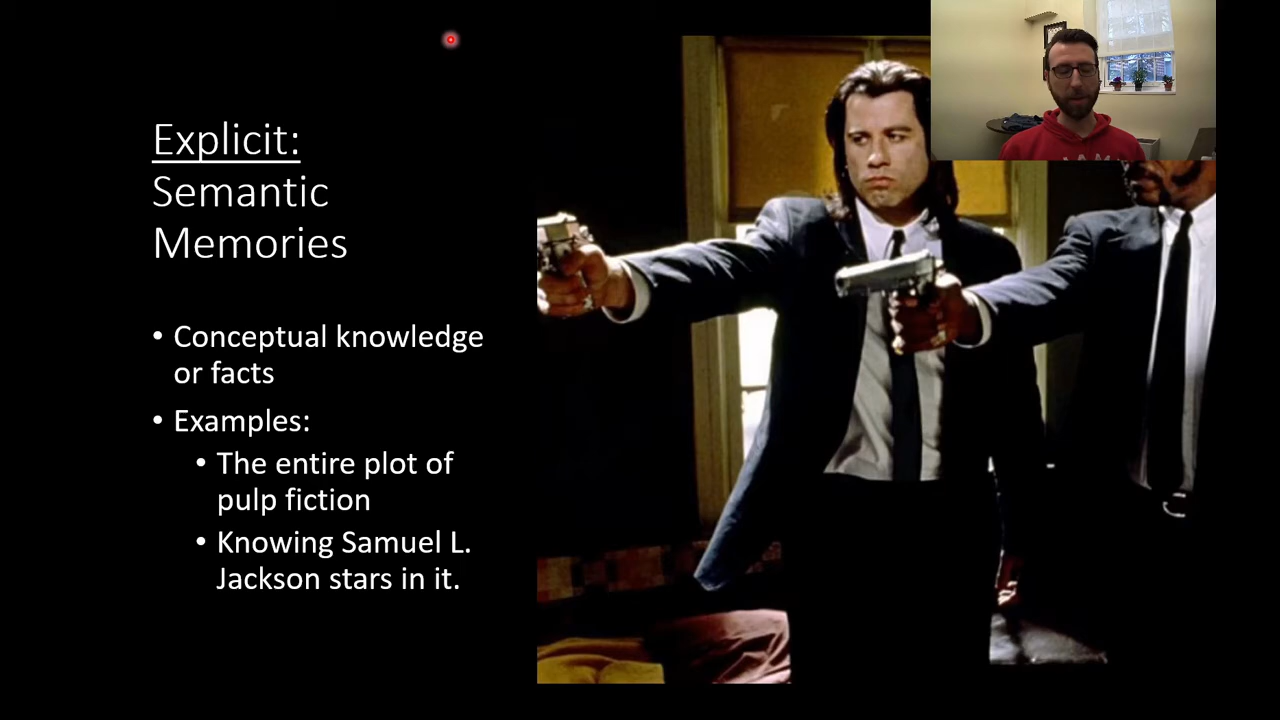 Explicit:
Semantic
Memories
• Conceptual knowledge
or facts
• Examples:
• The entire plot of
pulp fiction
• Knowing Samuel L.
Jackson stars in it.